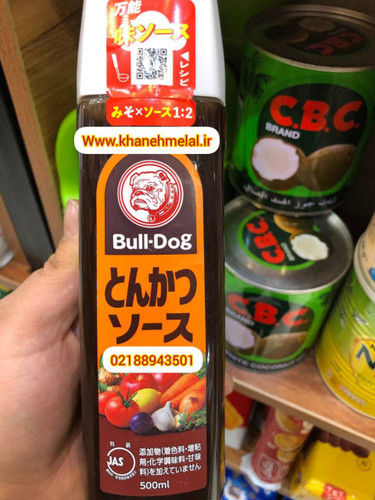 万能
味ソース
レシピ
みそ×ソース1:2
www.khanehmelal.ir
Bull-Dog
とんかつ
ソース
02188943501
特級
JAS
添加物(着色料・増粘
剤・化学調味料・甘味
料)を加えていません
500ml
C.B.C.
BRAND
C.B.C.
BRAND